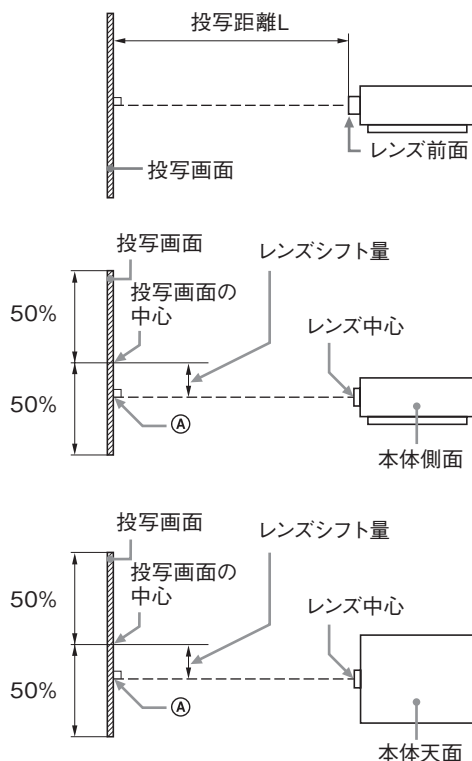 投写距離L
レンズ前面
投写画面
投写画面
レンズシフト量
投写画面の
中心
50%
レンズ中心
50%
Ⓐ
本体側面
投写画面
レンズシフト量
投写画面の
中心
50%
レンズ中心
50%
Ⓐ
本体天面